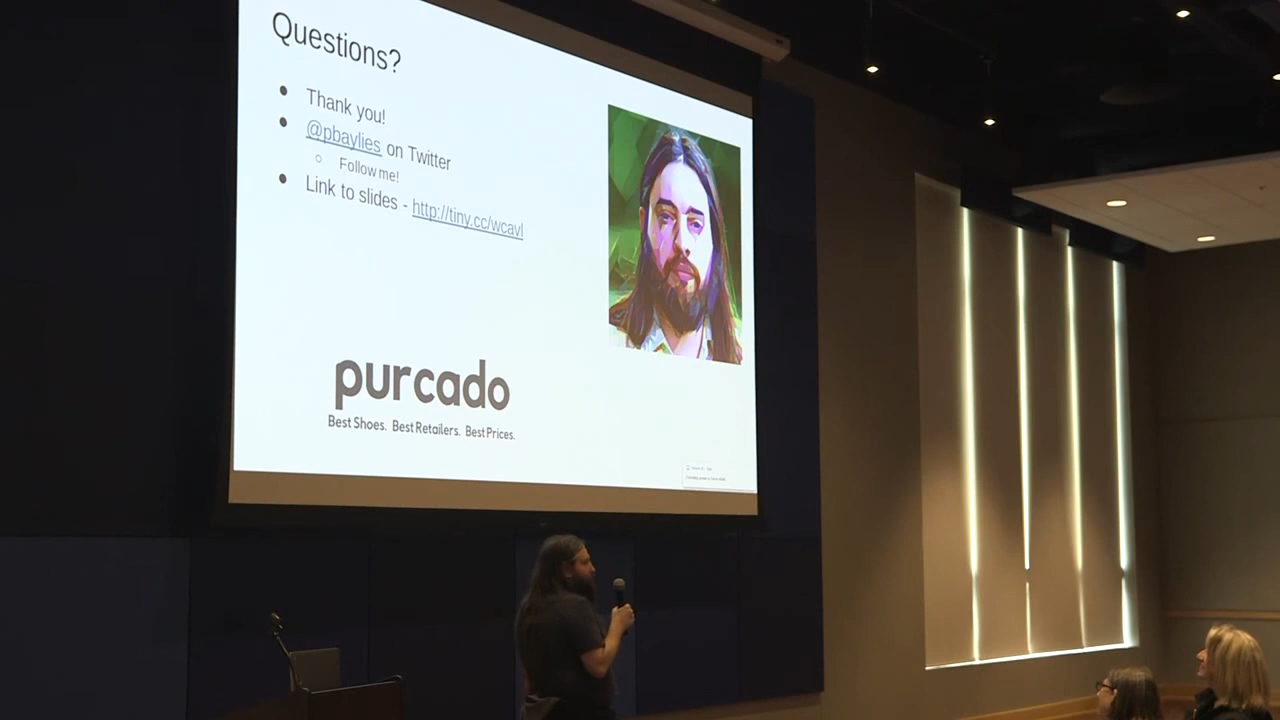 Questions?
Thank you!
@pbaylies on Twitter
Follow me!
Link to slides - http://tiny.cc/wcavl
purcado
Best Shoes. Best Retailers. Best Prices.